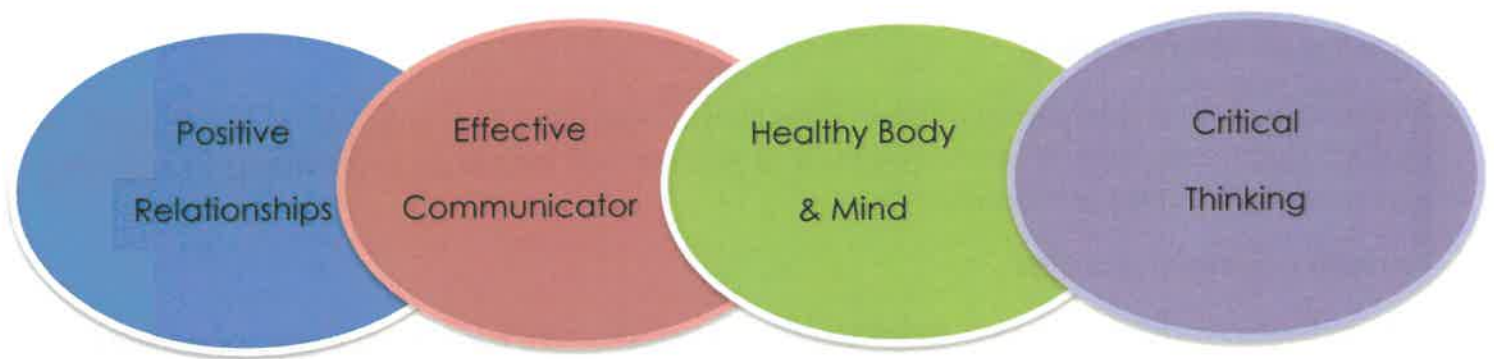 Positive
Relationships
Effective
Communicator
Healthy Body
& Mind
Critical
Thinking